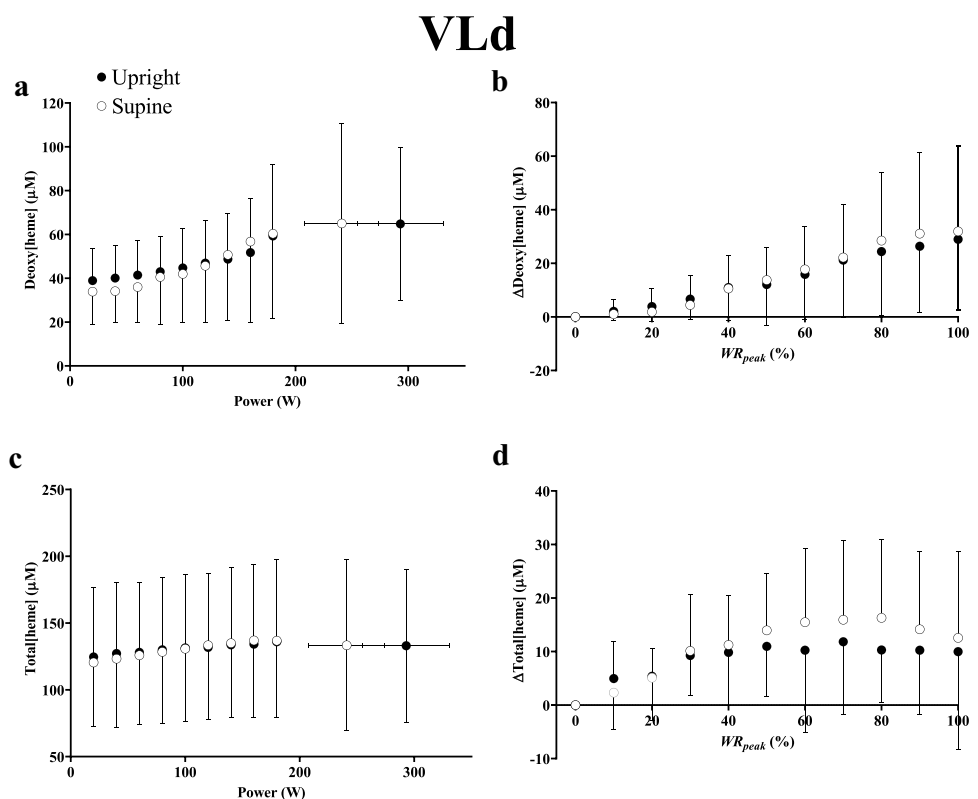 VLd
a
Upright
Supine
120
100
80
60
40
20
0
Deoxy[heme] (μM)
0
100
200
300
Power (W)
b
80
60
40
20
0
-20
ΔDeoxy[heme] (μM)
0
20
40
60
80
100
WRpeak (%)
c
250
200
150
100
50
Total[heme] (μM)
0
100
200
300
Power (W)
d
40
30
20
10
0
-10
ΔTotal[heme] (μM)
0
20
40
60
80
100
WRpeak (%)